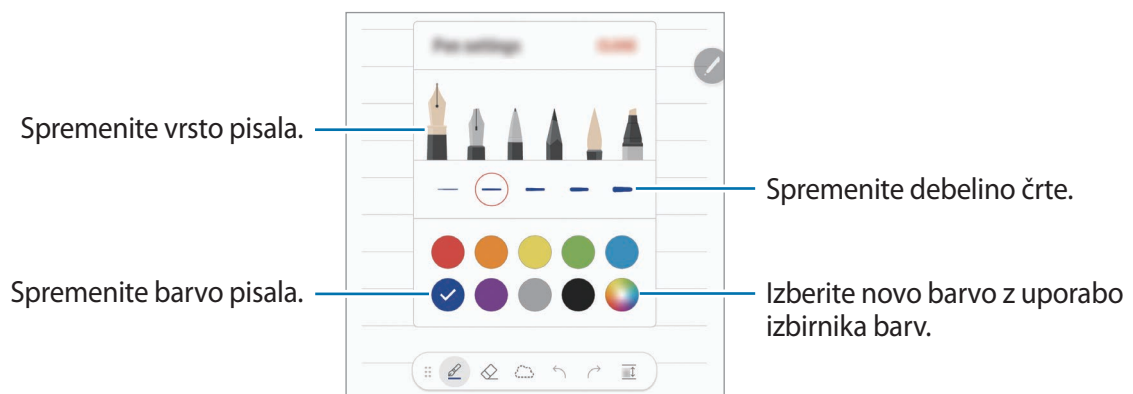 Spremenite vrsto pisala.
Spremenite debelino črte.
Spremenite barvo pisala.
Izberite novo barvo z uporabo
izbirnika barv.